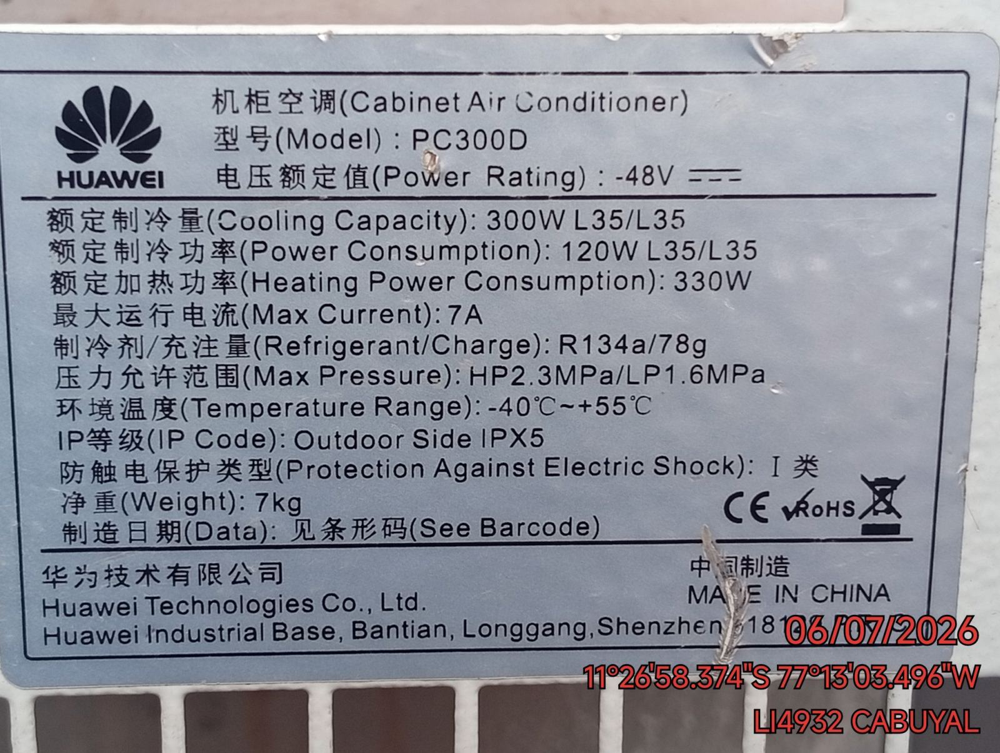 HUAWEI
机柜空调(Cabinet Air Conditioner)
型号(Model) : PC300D
电压额定值(Power Rating) : -48V
额定制冷量(Cooling Capacity): 300W L35/L35
额定制冷功率(Power Consumption): 120W L35/L35
额定加热功率(Heating Power Consumption): 330W
最大运行电流(Max Current): 7A
制冷剂/充注量(Refrigerant/Charge): R134a/78g
压力允许范围(Max Pressure): HP2.3MPa/LP1.6MPa
环境温度(Temperature Range): -40℃~+55℃
IP等级(IP Code): Outdoor Side IPX5
防触电保护类型(Protection Against Electric Shock): I 类
净重(Weight): 7kg
CE RoHS
制造日期(Data): 见条形码(See Barcode)
华为技术有限公司
中国制造
Huawei Technologies Co., Ltd.
MADE IN CHINA
Huawei Industrial Base, Bantian, Longgang, Shenzhen
06/07/2026
11°26'58.374"S 77°13'03.496"W
LI4932 CABUYAL